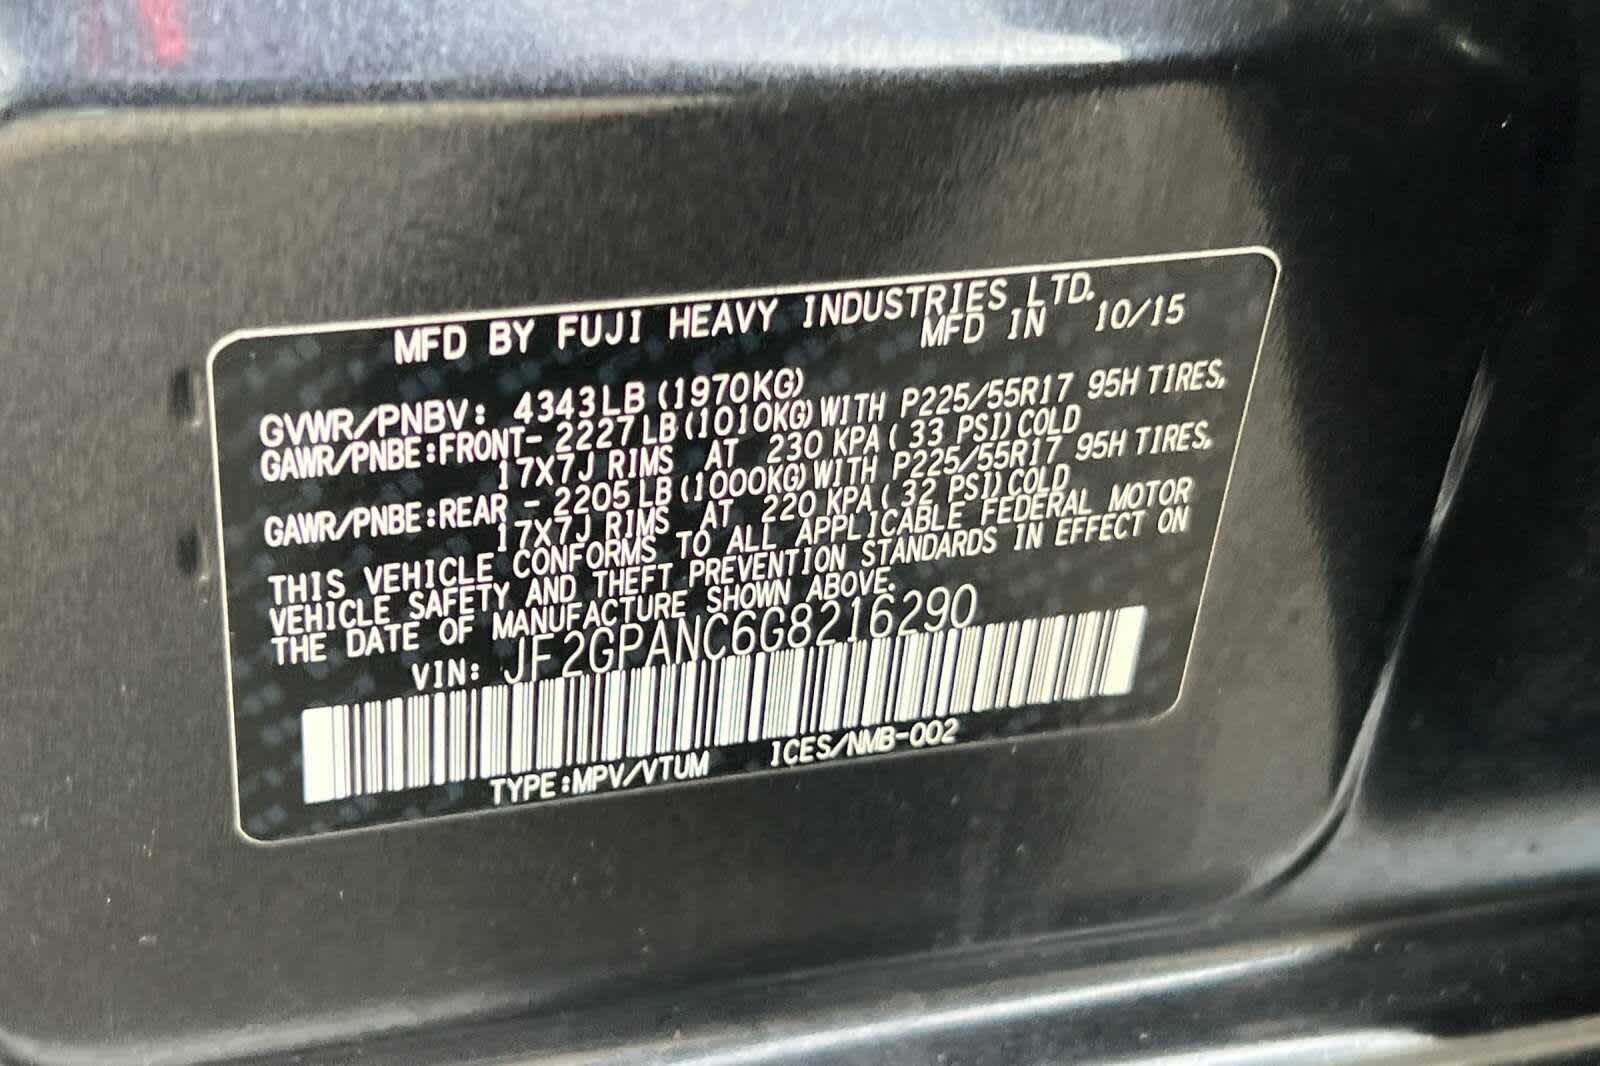 MFD BY FUJI HEAVY INDUSTRIES LTD.
MFD IN 10/15
GVWR/PNBV: 4343LB (1970KG)
GAWR/PNBE:FRONT- 2227LB(1010KG)WITH P225/55R17 95H TIRES,
17X7J RIMS AT 230 KPA( 33 PSI)COLD
GAWR/PNBE:REAR - 2205LB(1000KG)WITH P225/55R17 95H TIRES,
17X7J RIMS AT 220 KPA( 32 PSI)COLD
THIS VEHICLE CONFORMS TO ALL APPLICABLE FEDERAL MOTOR
VEHICLE SAFETY AND THEFT PREVENTION STANDARDS IN EFFECT ON
THE DATE OF MANUFACTURE SHOWN ABOVE.
VIN: JF2GPANC6G8216290
TYPE:MPV/VTUM ICES/NMB-002